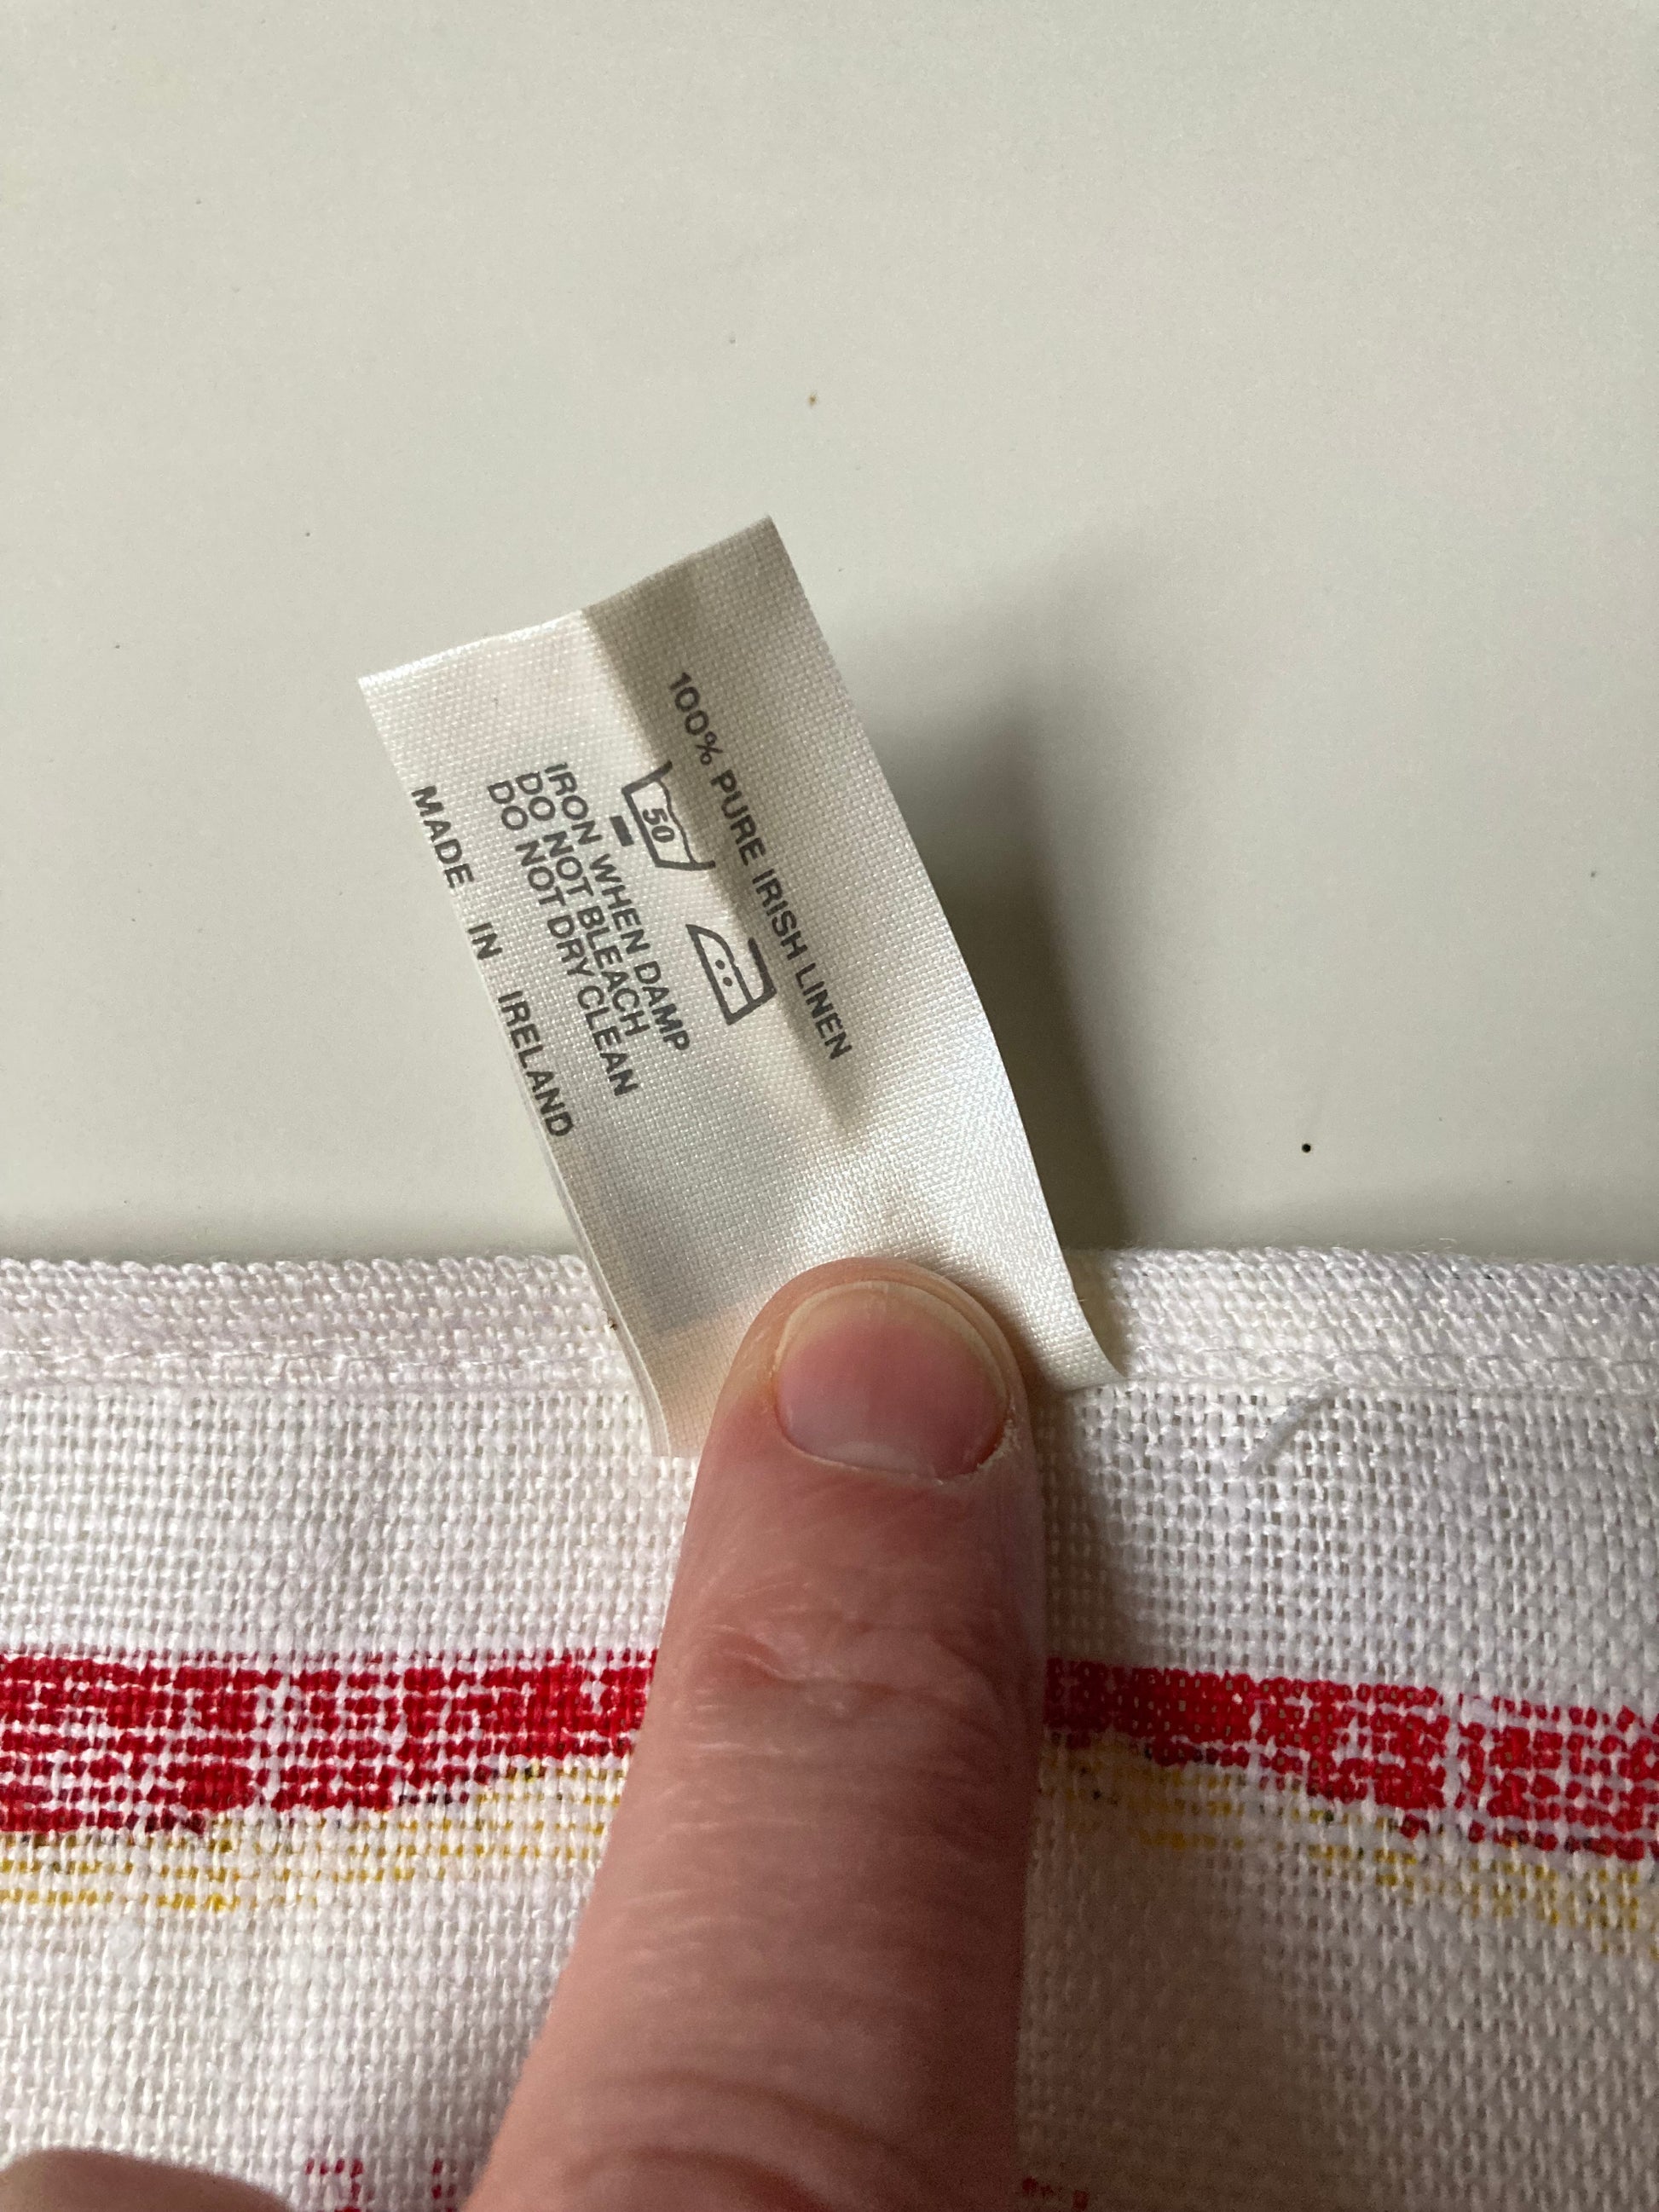 100% PURE IRISH LINEN
50
IRON WHEN DAMP
DO NOT BLEACH
DO NOT DRY CLEAN
MADE IN IRELAND